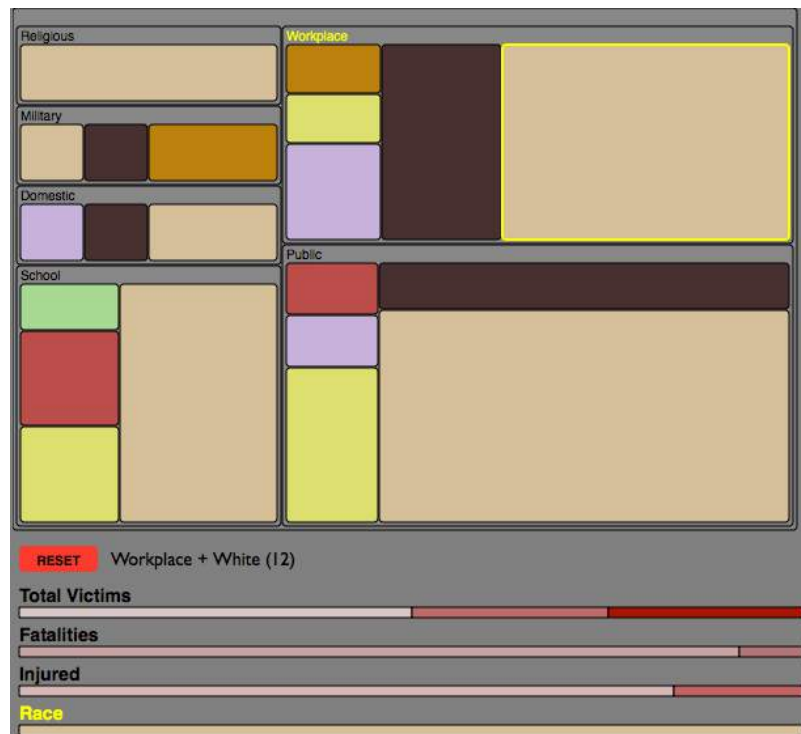 Religious
Workplace
Military
Domestic
School
Public
RESET Workplace + White (12)
Total Victims
Fatalities
Injured
Race